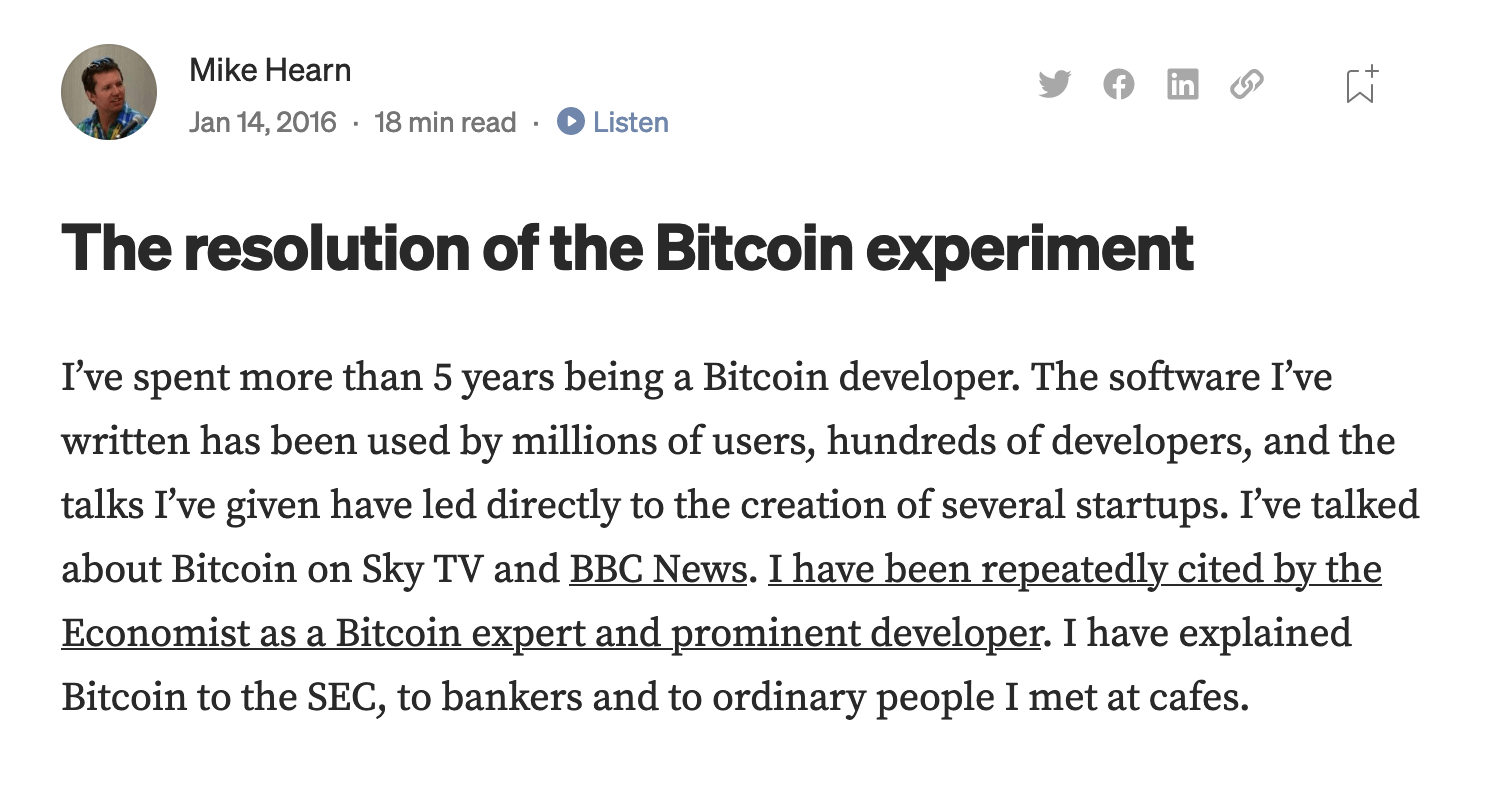 Mike Hearn
Jan 14, 2016 · 18 min read · Listen
The resolution of the Bitcoin experiment
I’ve spent more than 5 years being a Bitcoin developer. The software I’ve
written has been used by millions of users, hundreds of developers, and the
talks I’ve given have led directly to the creation of several startups. I’ve talked
about Bitcoin on Sky TV and BBC News. I have been repeatedly cited by the
Economist as a Bitcoin expert and prominent developer. I have explained
Bitcoin to the SEC, to bankers and to ordinary people I met at cafes.